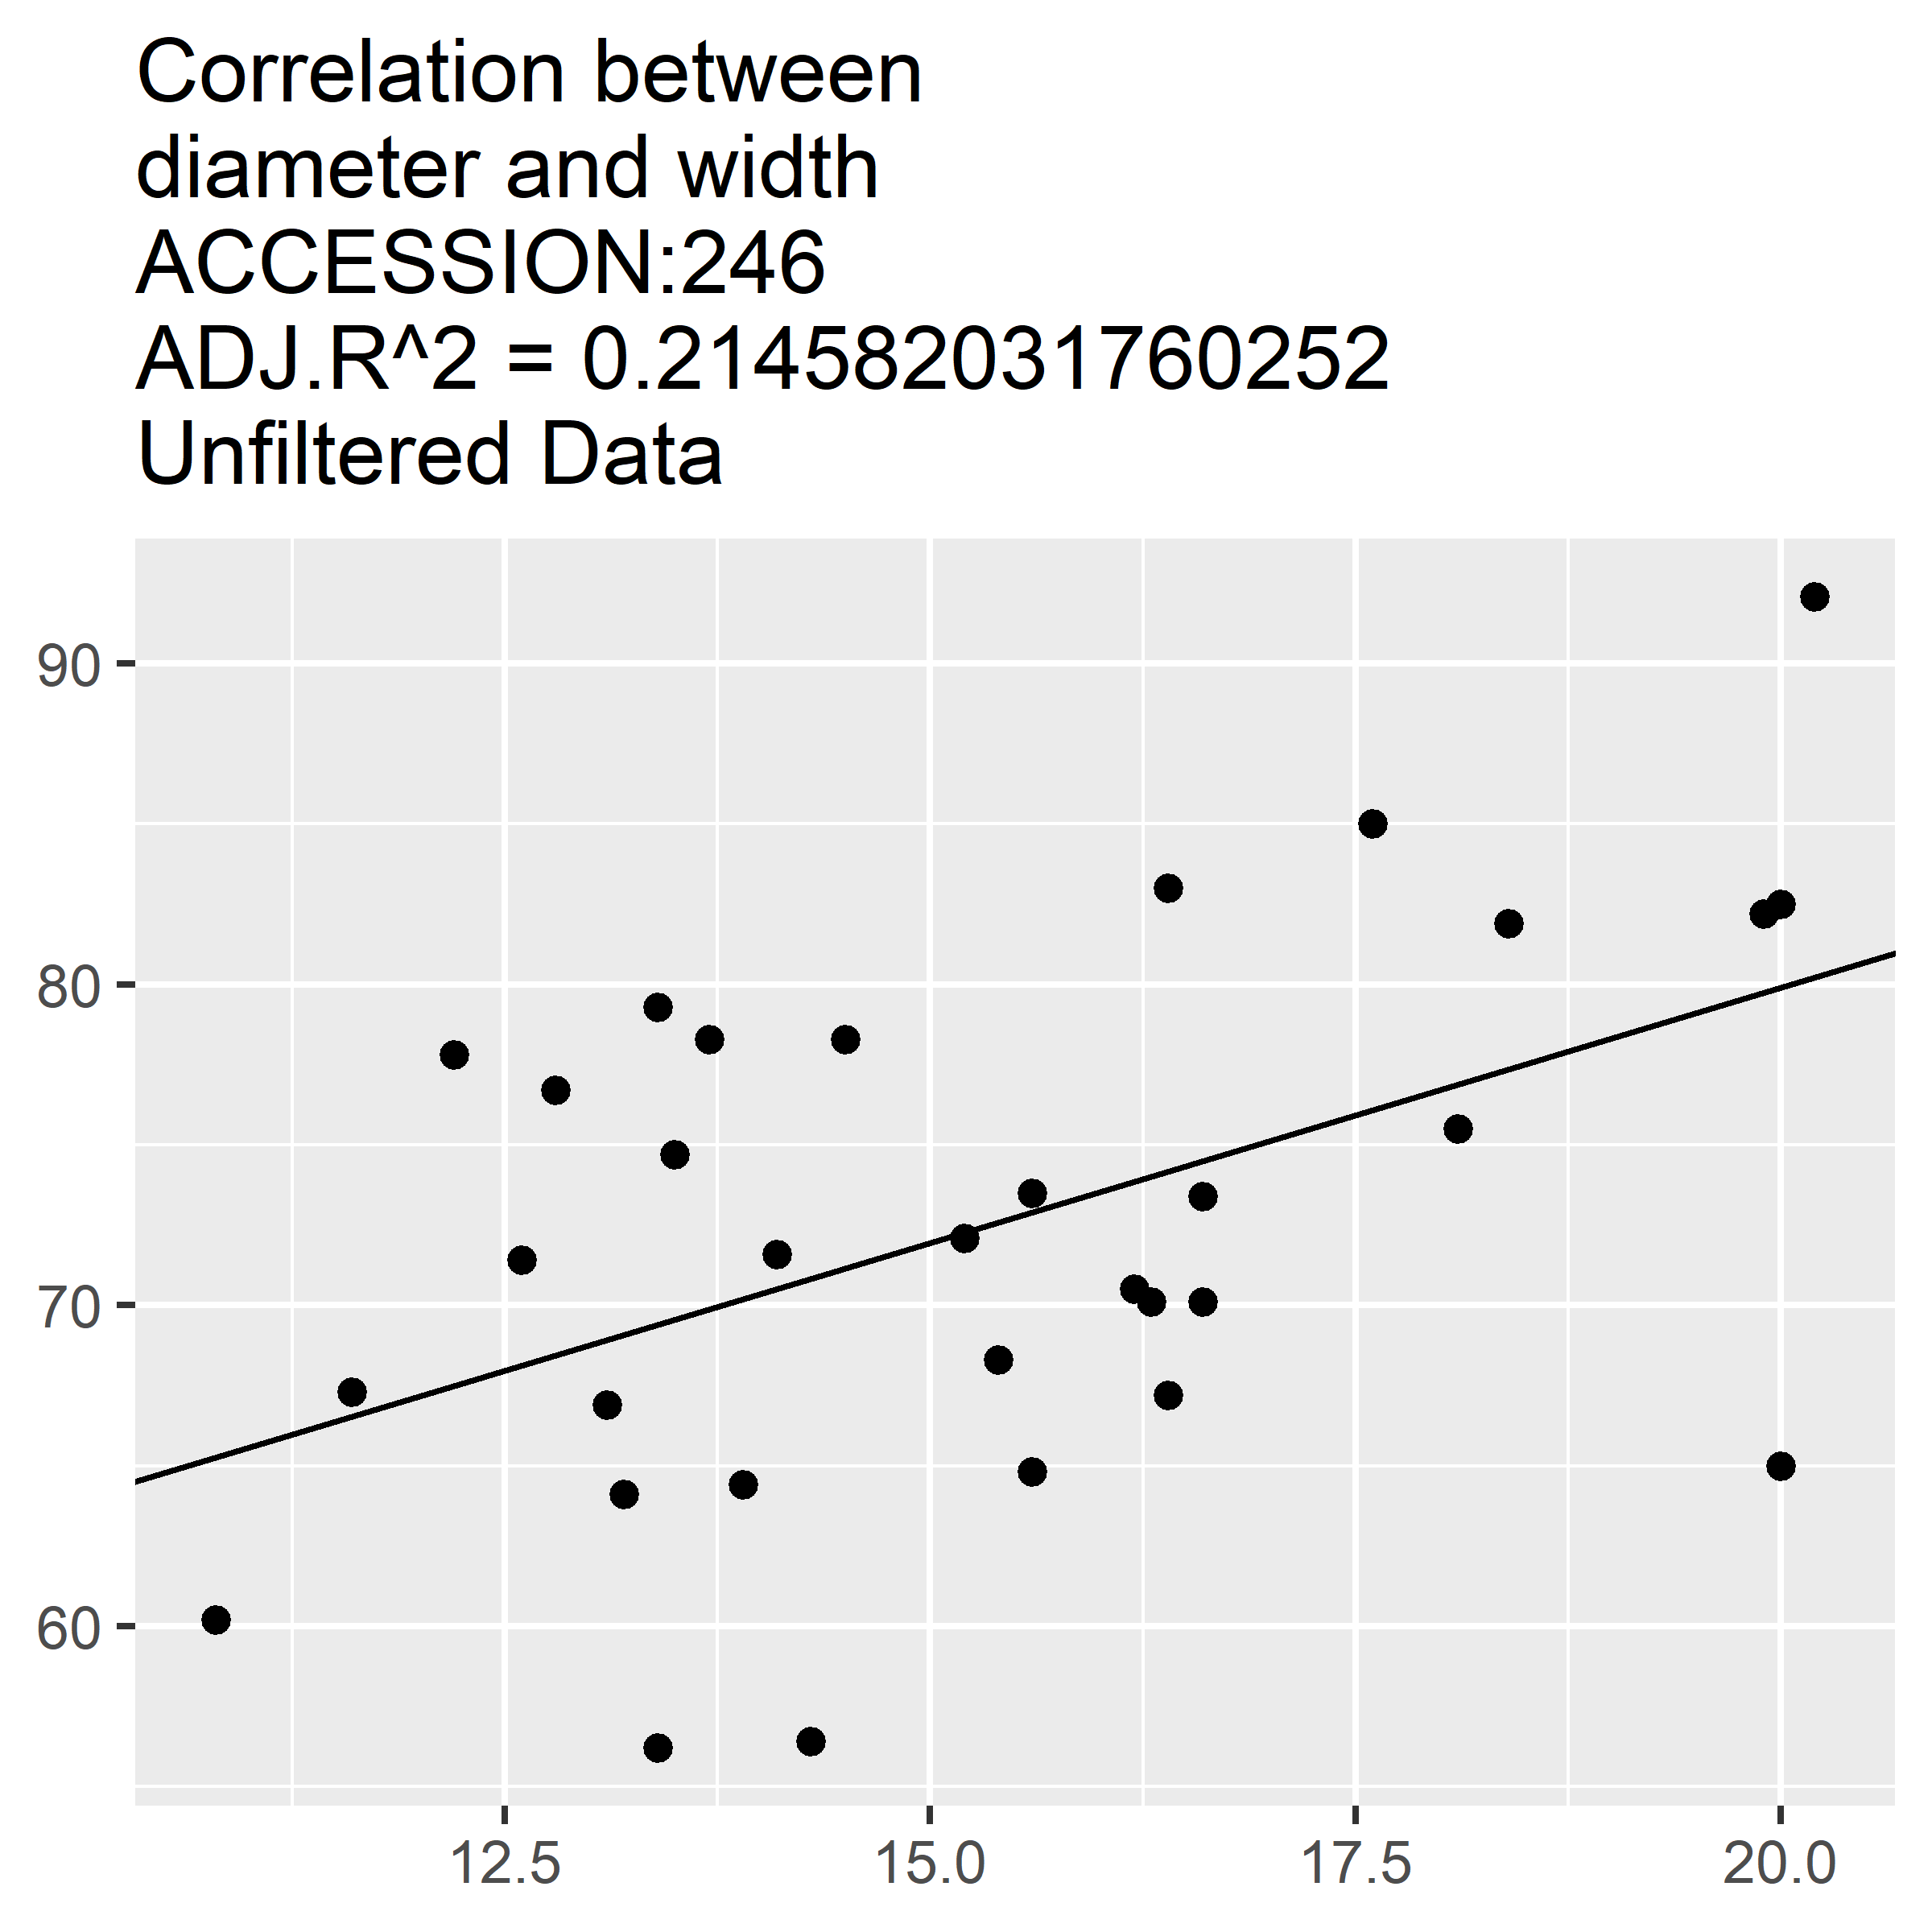 Correlation between
diameter and width
ACCESSION:246
ADJ.R^2 = 0.214582031760252
Unfiltered Data
90
80
70
60
12.5 15.0 17.5 20.0